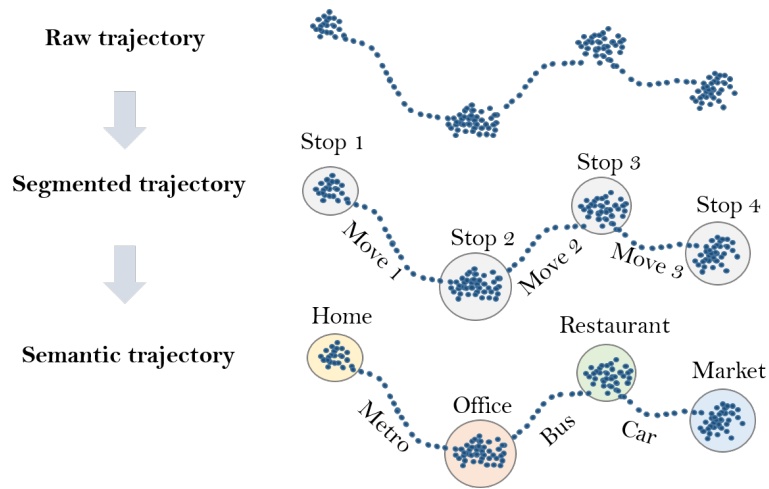 Raw trajectory
Stop 1
Stop 3
Segmented trajectory
Stop 4
Stop 2
Move 1
Move 2
Move 3
Home
Restaurant
Semantic trajectory
Market
Office
Metro
Bus
Car